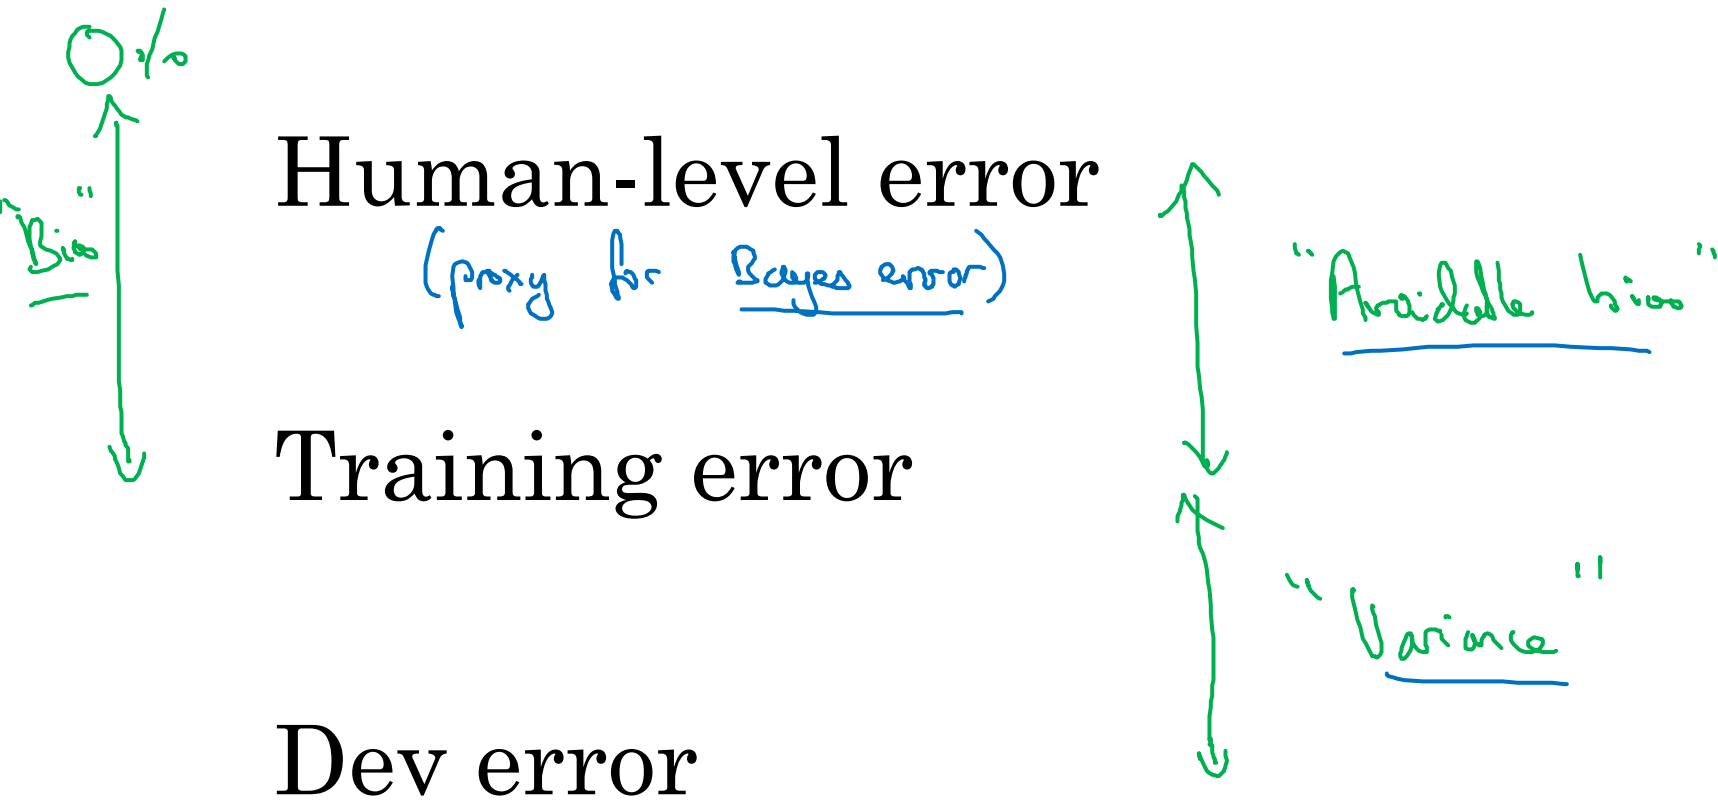 0%
Human-level error
"Bias"
(proxy for Bayes error)
"Avoidable bias"
Training error
"Variance"
Dev error